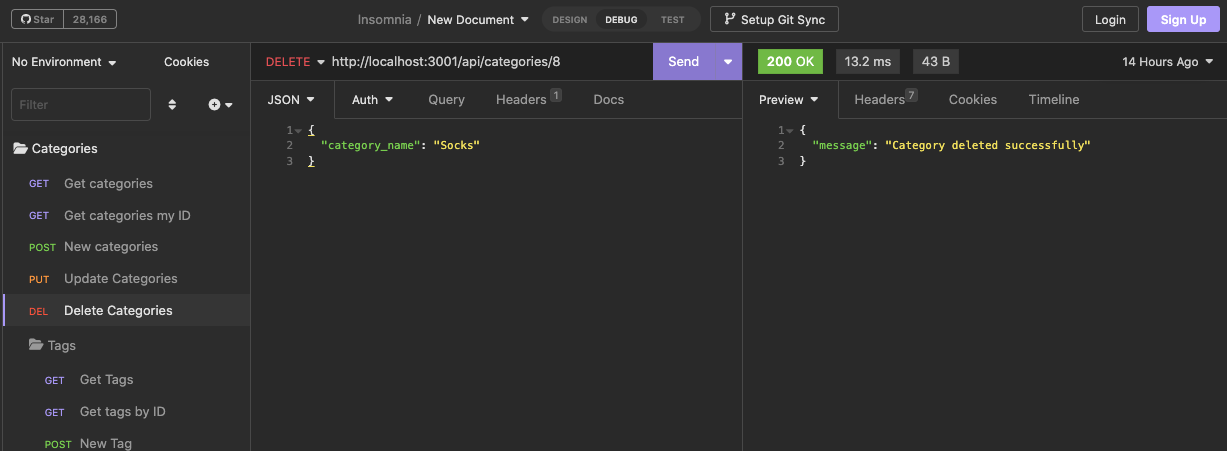 Star 28,166 Insomnia / New Document DESIGN DEBUG TEST Setup Git Sync Login Sign Up
No Environment Cookies
DELETE http://localhost:3001/api/categories/8 Send
200 OK 13.2 ms 43 B 14 Hours Ago
Filter
JSON Auth Query Headers 1 Docs
Preview Headers 7 Cookies Timeline
Categories
GET Get categories
GET Get categories my ID
POST New categories
PUT Update Categories
DEL Delete Categories
Tags
GET Get Tags
GET Get tags by ID
POST New Tag
1 {
2 "category_name": "Socks"
3 }
1 {
2 "message": "Category deleted successfully"
3 }